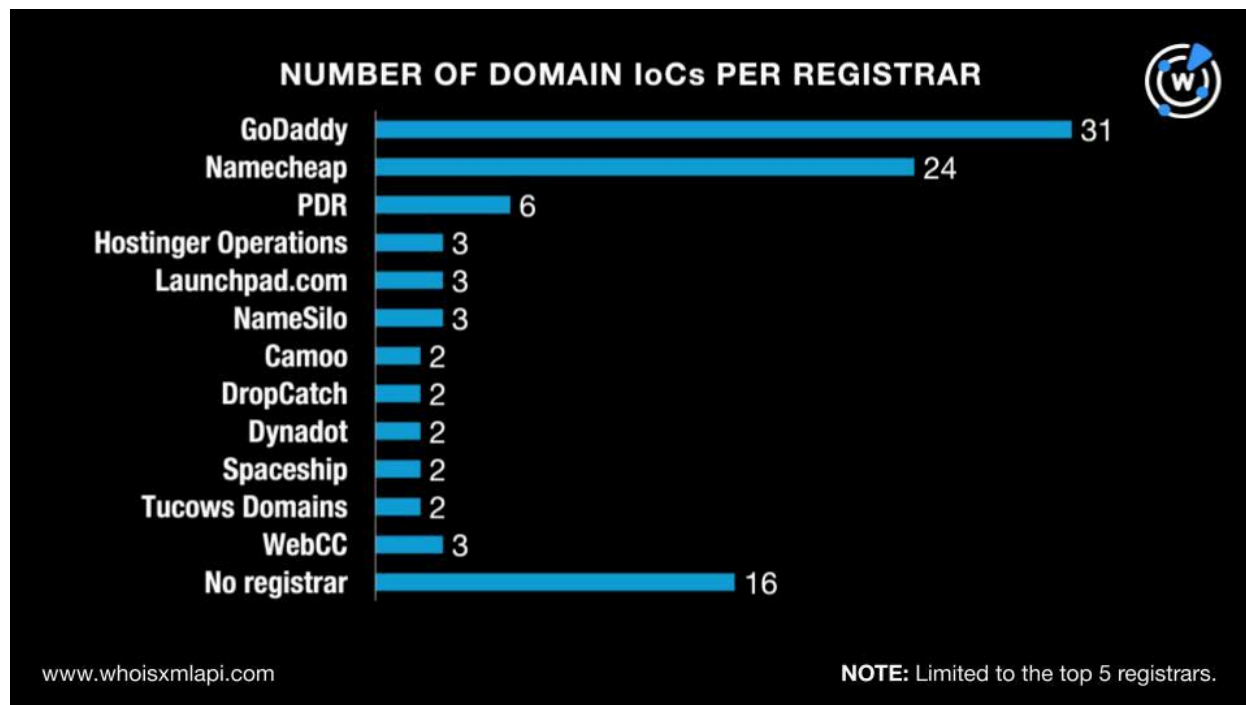 NUMBER OF DOMAIN IoCs PER REGISTRAR
W
GoDaddy 31
Namecheap 24
PDR 6
Hostinger Operations 3
Launchpad.com 3
NameSilo 3
Camoo 2
DropCatch 2
Dynadot 2
Spaceship 2
Tucows Domains 2
WebCC 3
No registrar 16
www.whoisxmlapi.com NOTE: Limited to the top 5 registrars.